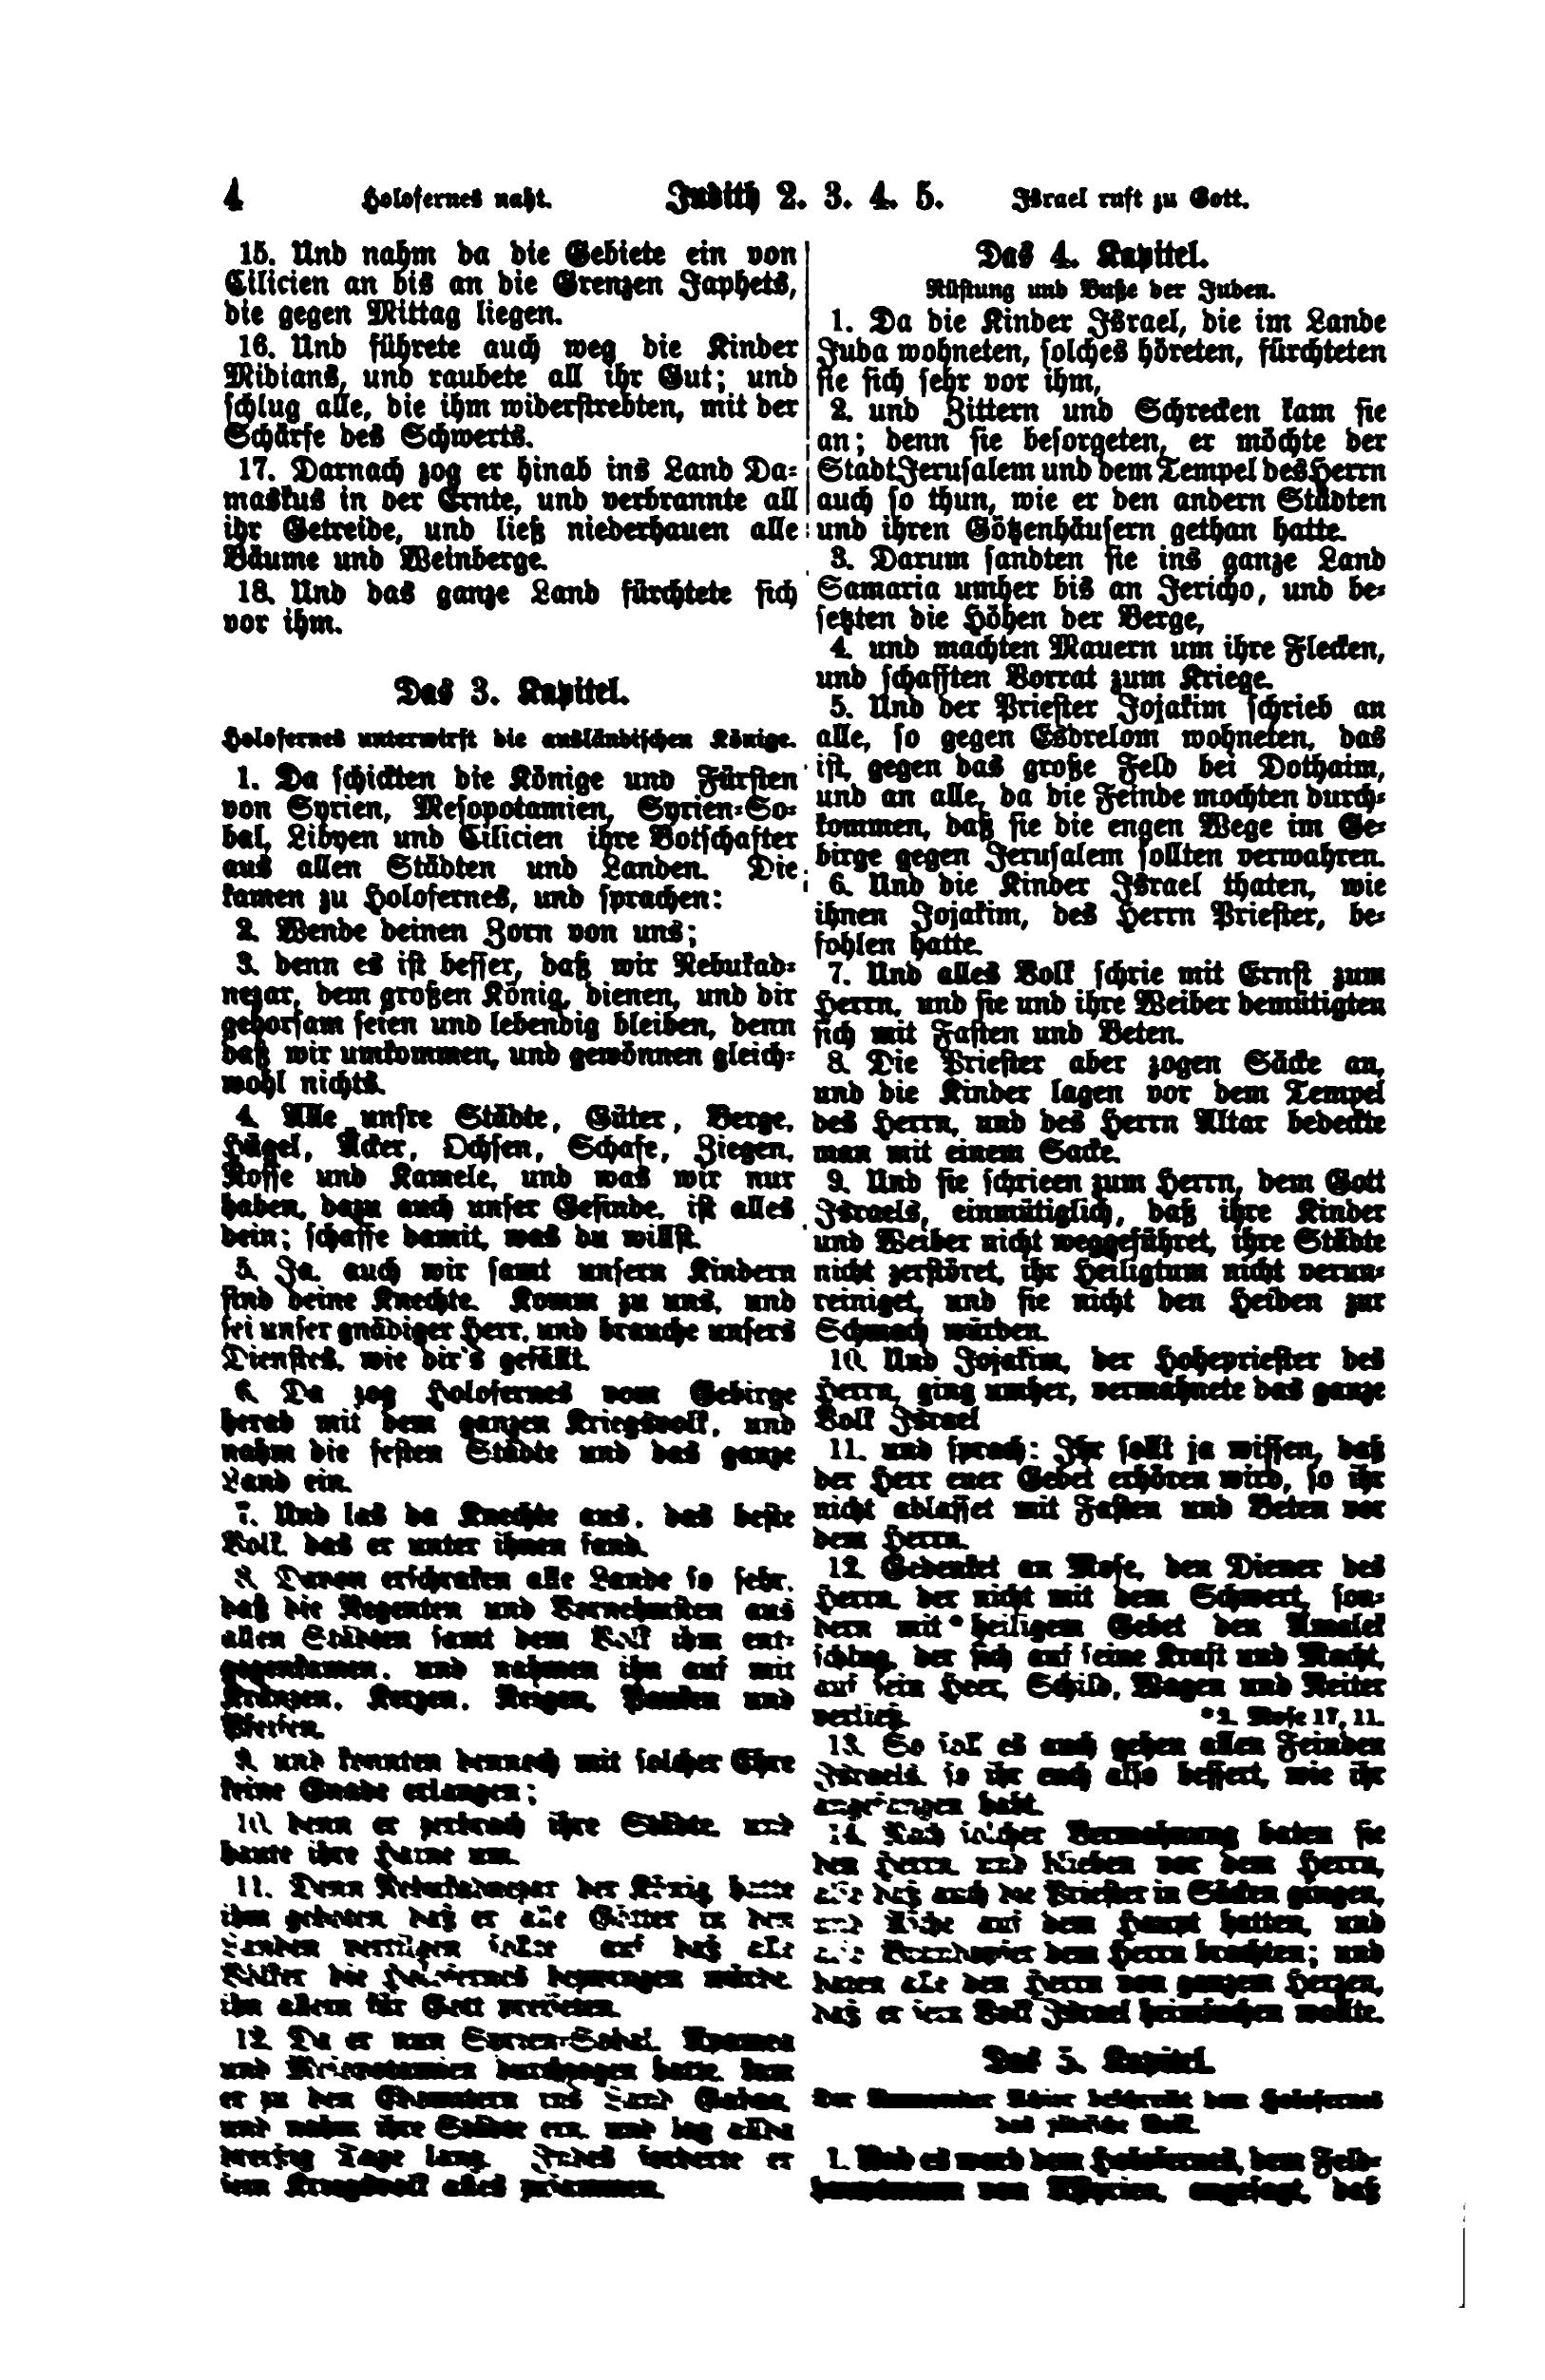 4 Holofernes naht. Judith 2. 3. 4. 5. Israel ruft zu Gott.
15. Und nahm da die Gebiete ein von
Cilicien an bis an die Grenzen Japhets,
die gegen Mittag liegen.
16. Und führete auch weg die Kinder
Midians, und raubete all ihr Gut; und
schlug alle, die ihm widerstrebten, mit der
Schärfe des Schwerts.
17. Darnach zog er hinab ins Land Da-
maskus in der Ernte, und verbrannte all
ihr Getreide, und ließ niederhauen alle
Bäume und Weinberge.
18. Und das ganze Land fürchtete sich
vor ihm.
Das 3. Kapitel.
Holofernes unterwirft die ausländischen Könige.
1. Da schickten die Könige und Fürsten
von Syrien, Mesopotamien, Syrien-So-
bal, Libyen und Cilicien ihre Botschafter
aus allen Städten und Landen. Die
kamen zu Holofernes, und sprachen:
2. Wende deinen Zorn von uns;
3. denn es ist besser, daß wir Nebukad-
nezar, dem großen König, dienen, und dir
gehorsam seien und lebendig bleiben, denn
daß wir umkommen, und gewönnen gleich-
wohl nichts.
4. Alle unsre Städte, Güter, Berge,
Hügel, Äcker, Ochsen, Schafe, Ziegen,
Rosse und Kamele, und was wir nur
haben, dazu auch unser Gesinde, ist alles
dein; schaffe damit, was du willst.
5. Ja, auch wir samt unsern Kindern
sind deine Knechte. Komm zu uns, und
sei unser gnädiger Herr, und brauche unsers
Dienstes, wie dir's gefällt.
6. Da zog Holofernes vom Gebirge
herab mit dem ganzen Kriegsvolk, und
nahm die festen Städte und das ganze
Land ein.
7. Und las da Knechte aus, das beste
Volk, das er unter ihnen fand.
8. Davon erschraken alle Lande so sehr,
daß die Regenten und Vornehmsten aus
allen Städten samt dem Volk ihm ent-
gegenkamen, und nahmen ihn auf mit
Kränzen, Kerzen, Reigen, Pauken und
Pfeifen,
9. und konnten dennoch mit solcher Ehre
keine Gnade erlangen;
10. denn er zerbrach ihre Städte, und
haute ihre Haine um.
11. Denn Nebukadnezar der König hatte
ihm geboten, daß er alle Götter in den
Landen vertilgen sollte, auf daß alle
Völker, die Holofernes bezwingen würde,
ihn allein für Gott preiseten.
12. Da er nun Syrien-Sobal,
und Mesopotamien durchzogen hatte, kam
er zu den Edomitern ins Land
und nahm ihre Städte ein, und lag allda
dreißig Tage lang. Indes forderte er
sein Kriegsvolk alles zusammen.
Das 4. Kapitel.
Rüstung und Buße der Juden.
1. Da die Kinder Israel, die im Lande
Juda wohneten, solches höreten, fürchteten
sie sich sehr vor ihm,
2. und Zittern und Schrecken kam sie
an; denn sie besorgeten, er möchte der
Stadt Jerusalem und dem Tempel des Herrn
auch so thun, wie er den andern Städten
und ihren Götzenhäusern gethan hatte.
3. Darum sandten sie ins ganze Land
Samaria umher bis an Jericho, und be-
setzten die Höhen der Berge,
4. und machten Mauern um ihre Flecken,
und schafften Vorrat zum Kriege.
5. Und der Priester Jojakim schrieb an
alle, so gegen Esdrelom wohneten, das
ist, gegen das große Feld bei Dothaim,
und an alle, da die Feinde mochten durch-
kommen, daß sie die engen Wege im Ge-
birge gegen Jerusalem sollten verwahren.
6. Und die Kinder Israel thaten, wie
ihnen Jojakim, des Herrn Priester, be-
fohlen hatte.
7. Und alles Volk schrie mit Ernst zum
Herrn, und sie und ihre Weiber demütigten
sich mit Fasten und Beten.
8. Die Priester aber zogen Säcke an,
und die Kinder lagen vor dem Tempel
des Herrn, und des Herrn Altar bedeckte
man mit einem Sacke.
9. Und sie schrieen zum Herrn, dem Gott
Israels, einmütiglich, daß ihre Kinder
und Weiber nicht weggeführet, ihre Städte
nicht zerstöret, ihr Heiligtum nicht verun-
reiniget, und sie nicht den Heiden zur
Schmach würden.
10. Und Jojakim, der Hohepriester des
Herrn, ging umher, vermahnete das ganze
Volk Israel
11. und sprach: Ihr sollt ja wissen, daß
der Herr euer Gebet erhören wird, so ihr
nicht ablasset mit Fasten und Beten vor
dem Herrn.
12. Gedenket an Mose, den Diener des
Herrn, der nicht mit dem Schwert, son-
dern mit * heiligem Gebet den Amalek
schlug, der sich auf seine Kraft und Macht,
auf sein Heer, Schild, Wagen und Reiter
verließ. *2. Mose 17, 11.
13. So soll es auch gehen allen Feinden
Israels, so ihr euch also bessert, wie ihr
angefangen habt.
14. Nach solcher Vermahnung baten sie
den Herrn, und blieben vor dem Herrn,
also daß auch die Priester in Säcken gingen,
und Asche auf dem Haupt hatten, und
also Brandopfer dem Herrn brachten; und
baten alle den Herrn von ganzem Herzen,
daß er sein Volk Israel heimsuchen wollte.
Das 5. Kapitel.
Der Ammoniter Achior beschreibt dem Holofernes
das jüdische Volk.
1. Und es ward dem Holofernes, dem Feld-
hauptmann von Assyrien, angesagt, daß